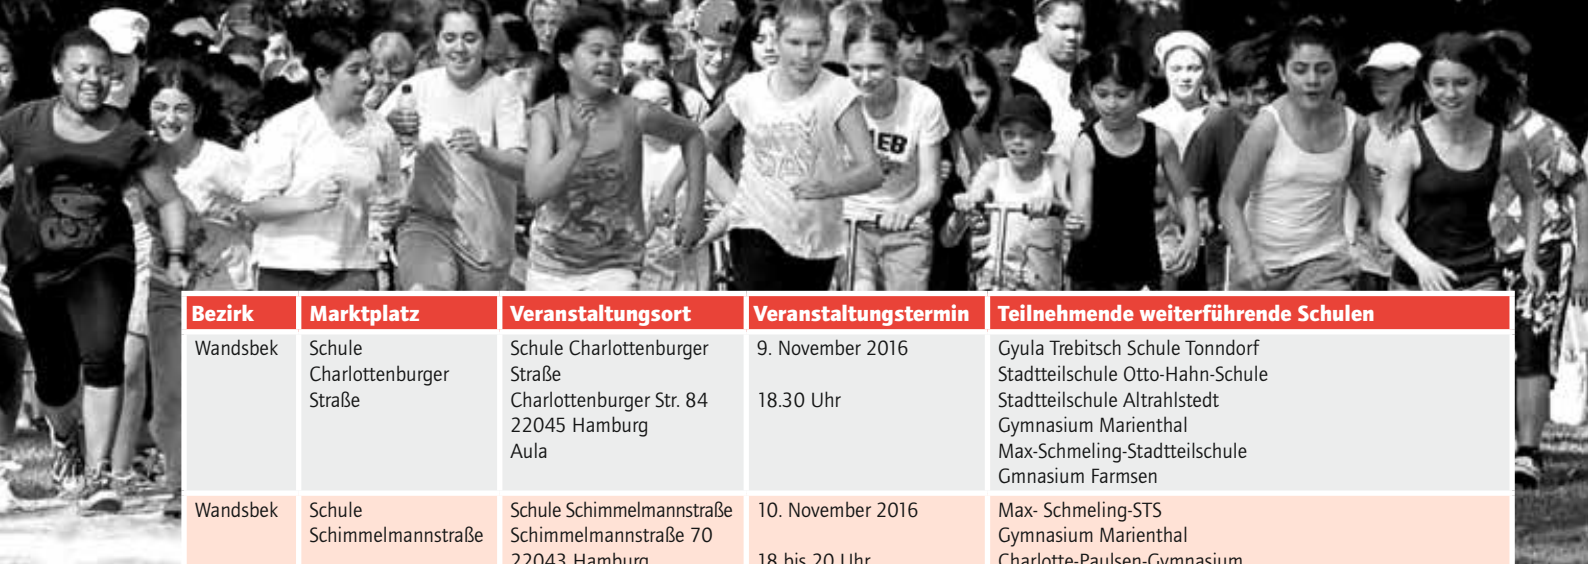 EB
Bezirk Marktplatz Veranstaltungsort Veranstaltungstermin Teilnehmende weiterführende Schulen
Wandsbek Schule Schule Charlottenburger 9. November 2016 Gyula Trebitsch Schule Tonndorf
Charlottenburger Straße Stadtteilschule Otto-Hahn-Schule
Straße Charlottenburger Str. 84 18.30 Uhr Stadtteilschule Altrahlstedt
22045 Hamburg Gymnasium Marienthal
Aula Max-Schmeling-Stadtteilschule
Gmnasium Farmsen
Wandsbek Schule Schule Schimmelmannstraße 10. November 2016 Max- Schmeling-STS
Schimmelmannstraße Schimmelmannstraße 70 Gymnasium Marienthal
22043 Hamburg 18 bis 20 Uhr Charlotte-Paulsen-Gymnasium